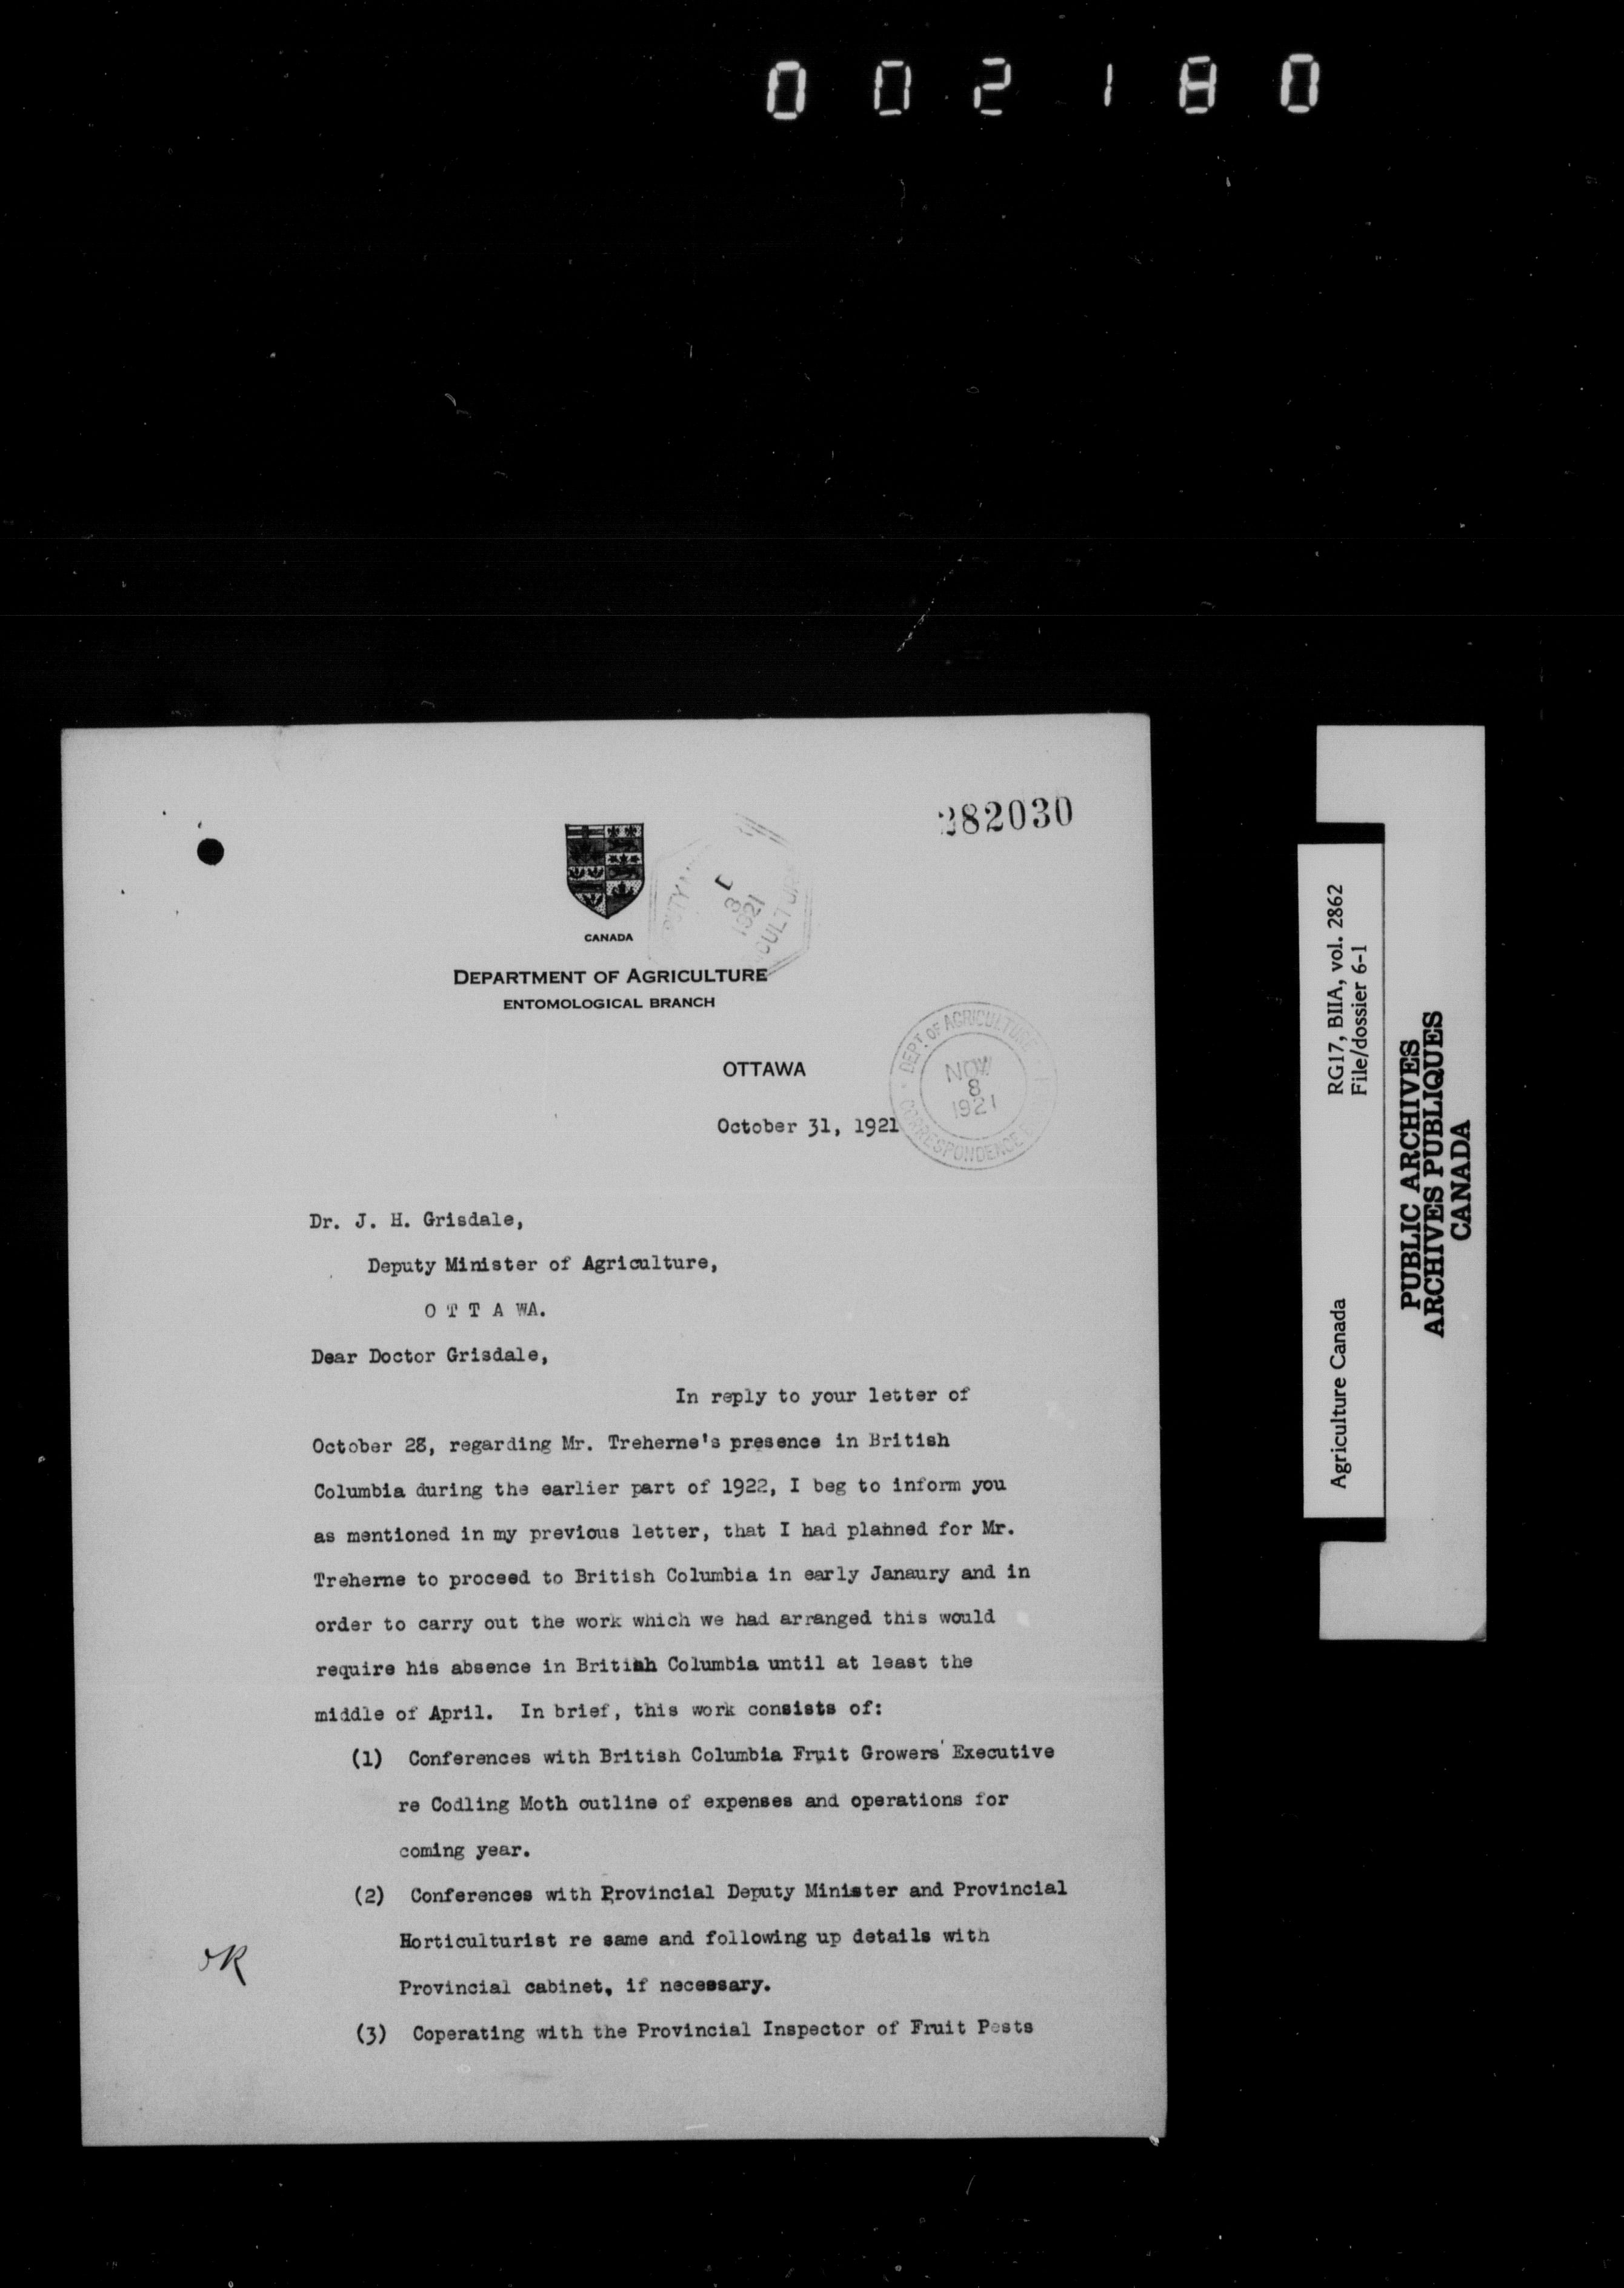 002180
282030
CANADA
DEPARTMENT OF AGRICULTURE
ENTOMOLOGICAL BRANCH
OTTAWA
DEPT. OF AGRICULTURE
NOV
8
1921
CORRESPONDENCE
October 31, 1921
Dr. J. H. Grisdale,
Deputy Minister of Agriculture,
O T T A WA.
Dear Doctor Grisdale,
In reply to your letter of
October 28, regarding Mr. Treherne's presence in British
Columbia during the earlier part of 1922, I beg to inform you
as mentioned in my previous letter, that I had planned for Mr.
Treherne to proceed to British Columbia in early Janaury and in
order to carry out the work which we had arranged this would
require his absence in British Columbia until at least the
middle of April. In brief, this work consists of:
(1) Conferences with British Columbia Fruit Growers' Executive
re Codling Moth outline of expenses and operations for
coming year.
(2) Conferences with Provincial Deputy Minister and Provincial
Horticulturist re same and following up details with
Provincial cabinet, if necessary.
(3) Coperating with the Provincial Inspector of Fruit Pests
OK
Agriculture Canada
RG17, BIIA, vol. 2862
File/dossier 6-1
PUBLIC ARCHIVES
ARCHIVES PUBLIQUES
CANADA